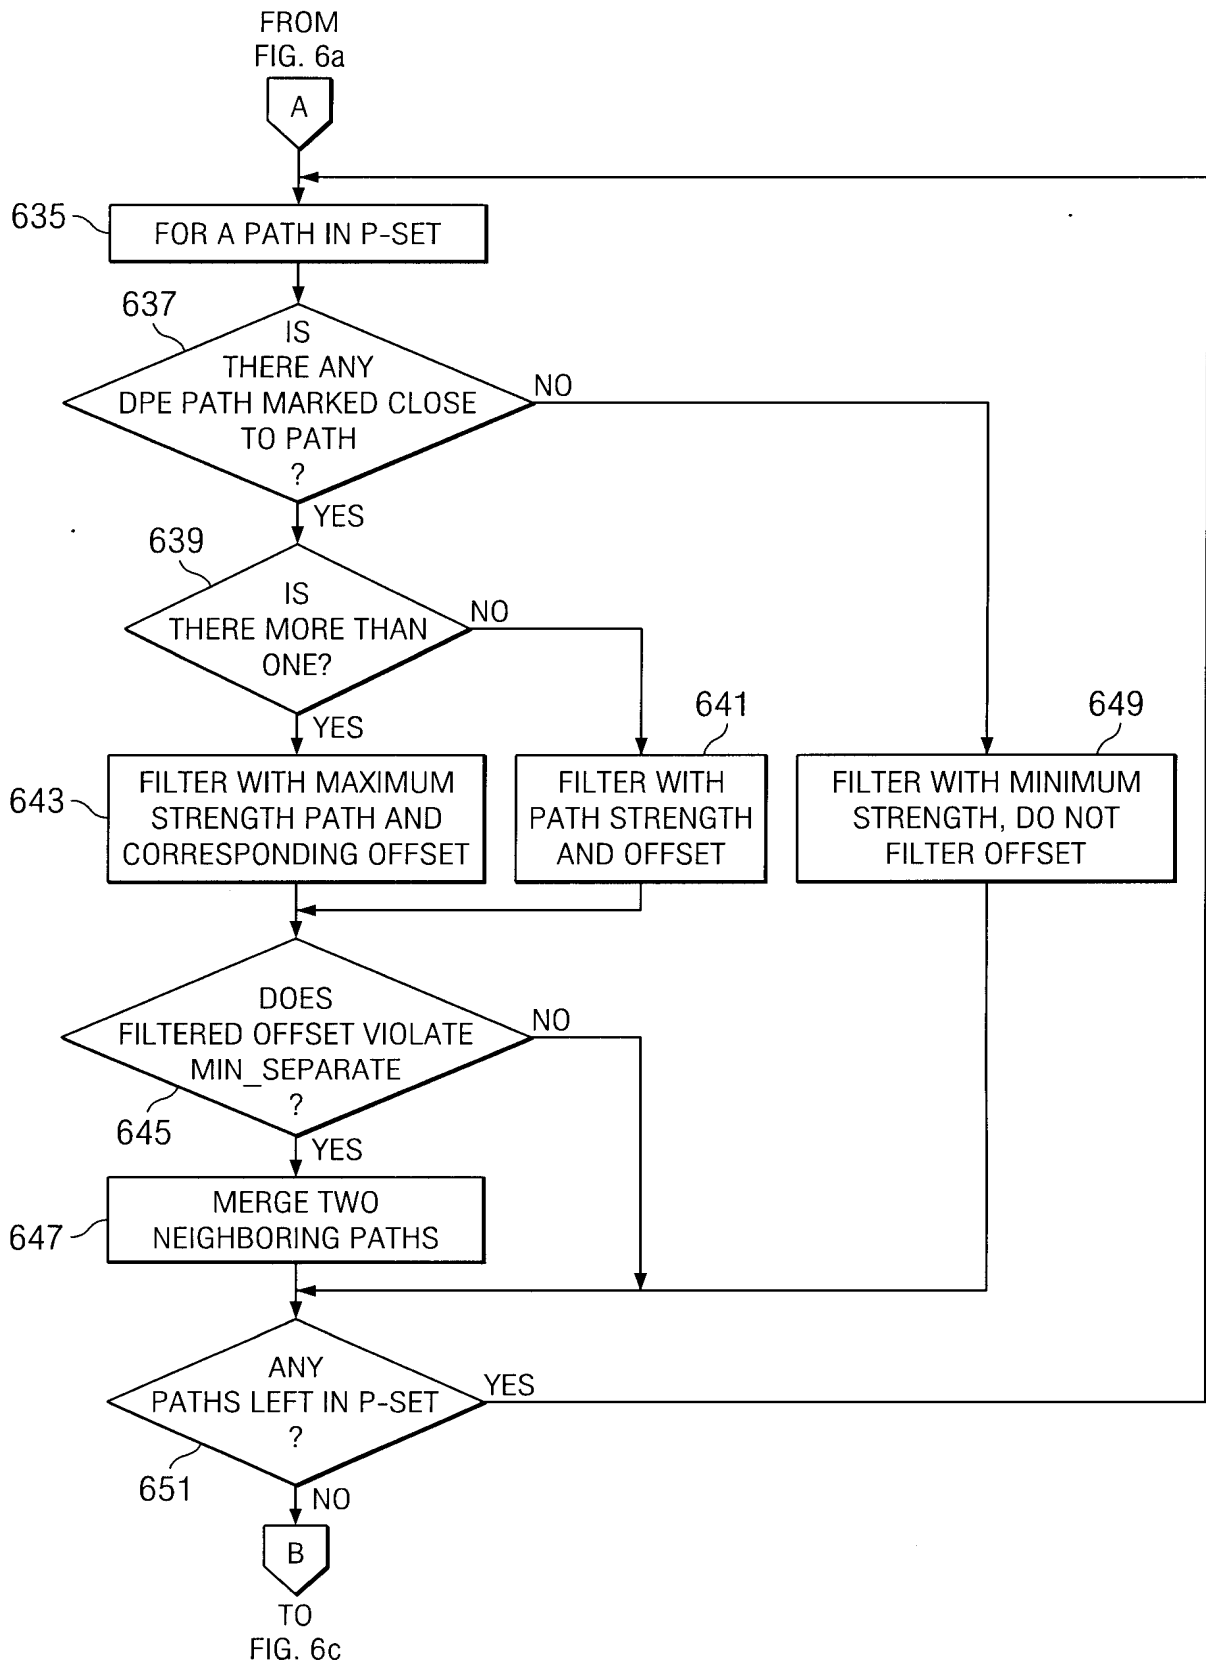 FROM
FIG. 6a
A
635
FOR A PATH IN P-SET
637
IS
THERE ANY
DPE PATH MARKED CLOSE
TO PATH
?
NO
YES
639
IS
THERE MORE THAN
ONE?
NO
YES
643
FILTER WITH MAXIMUM
STRENGTH PATH AND
CORRESPONDING OFFSET
641
FILTER WITH
PATH STRENGTH
AND OFFSET
649
FILTER WITH MINIMUM
STRENGTH, DO NOT
FILTER OFFSET
DOES
FILTERED OFFSET VIOLATE
MIN_SEPARATE
?
645
NO
YES
647
MERGE TWO
NEIGHBORING PATHS
ANY
PATHS LEFT IN P-SET
?
651
YES
NO
B
TO
FIG. 6c